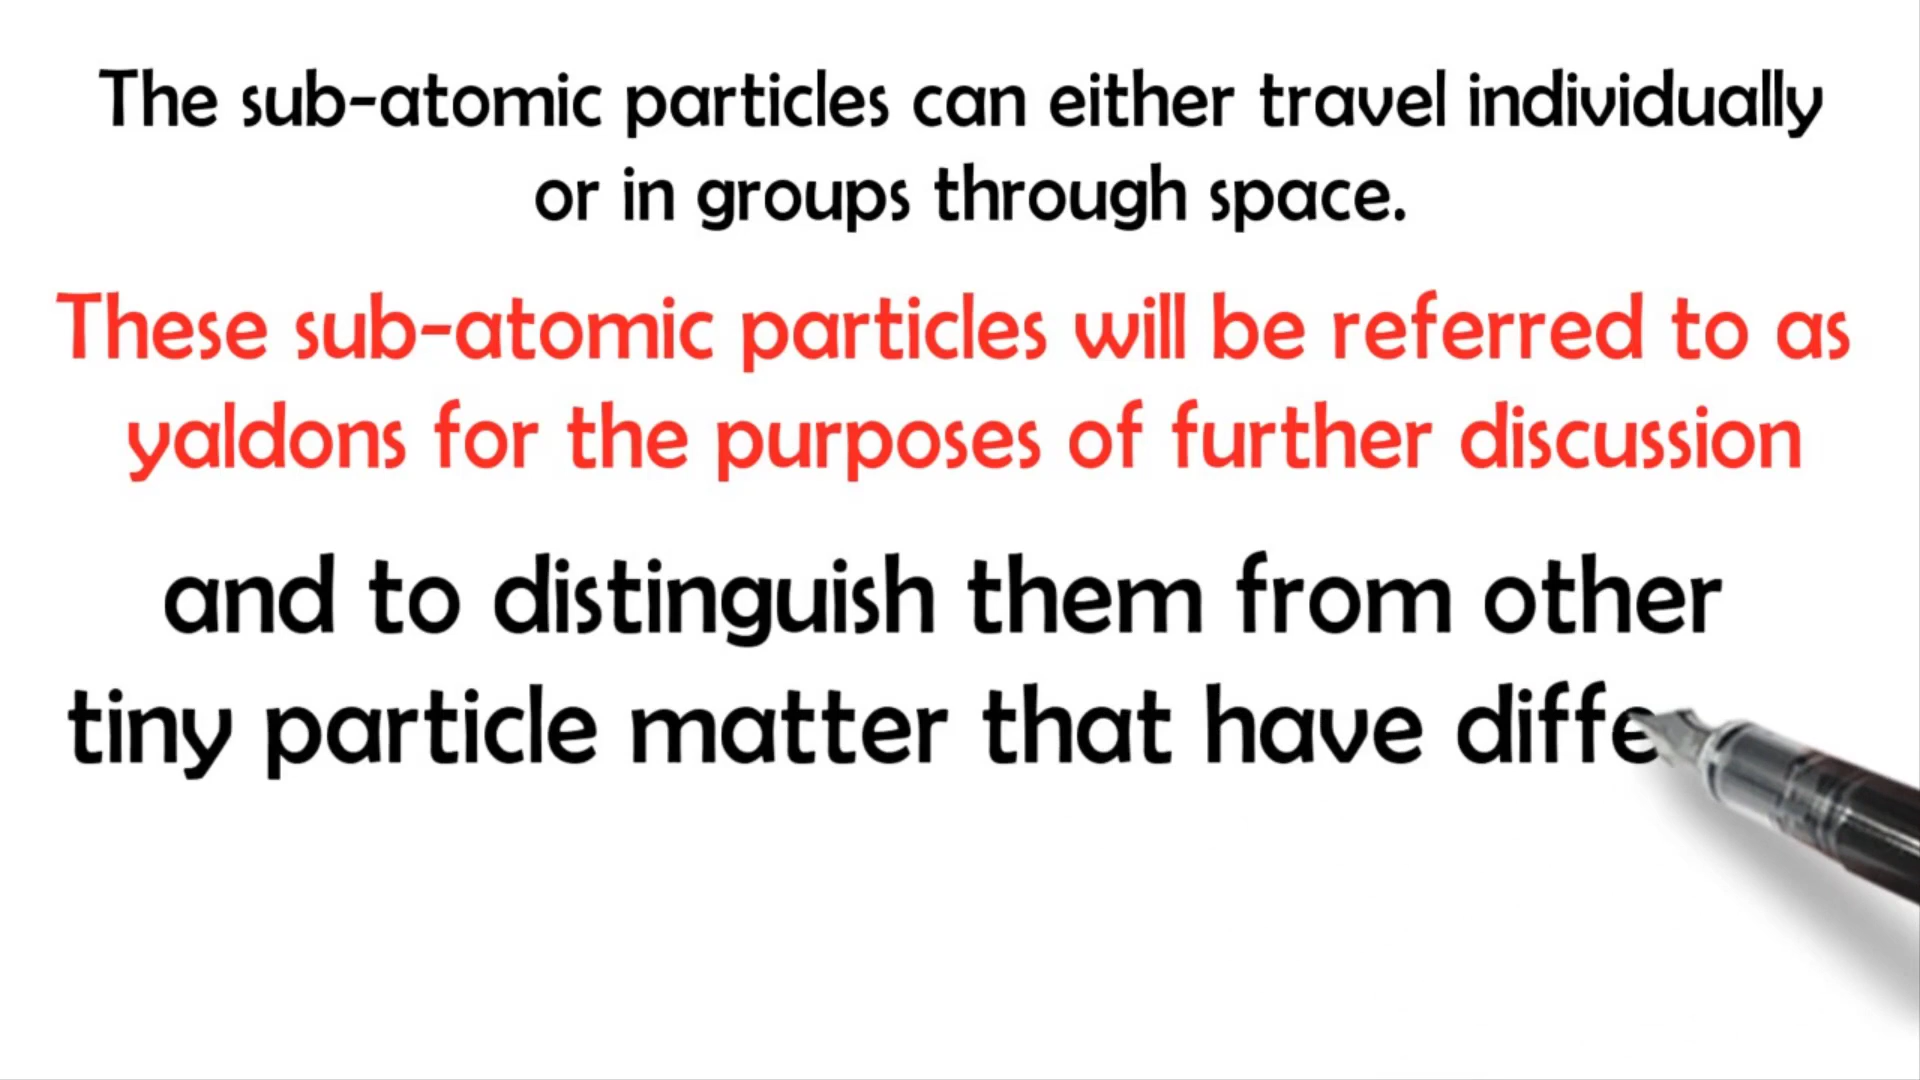 The sub-atomic particles can either travel individually
or in groups through space.
These sub-atomic particles will be referred to as
yaldons for the purposes of further discussion
and to distinguish them from other
tiny particle matter that have diffe